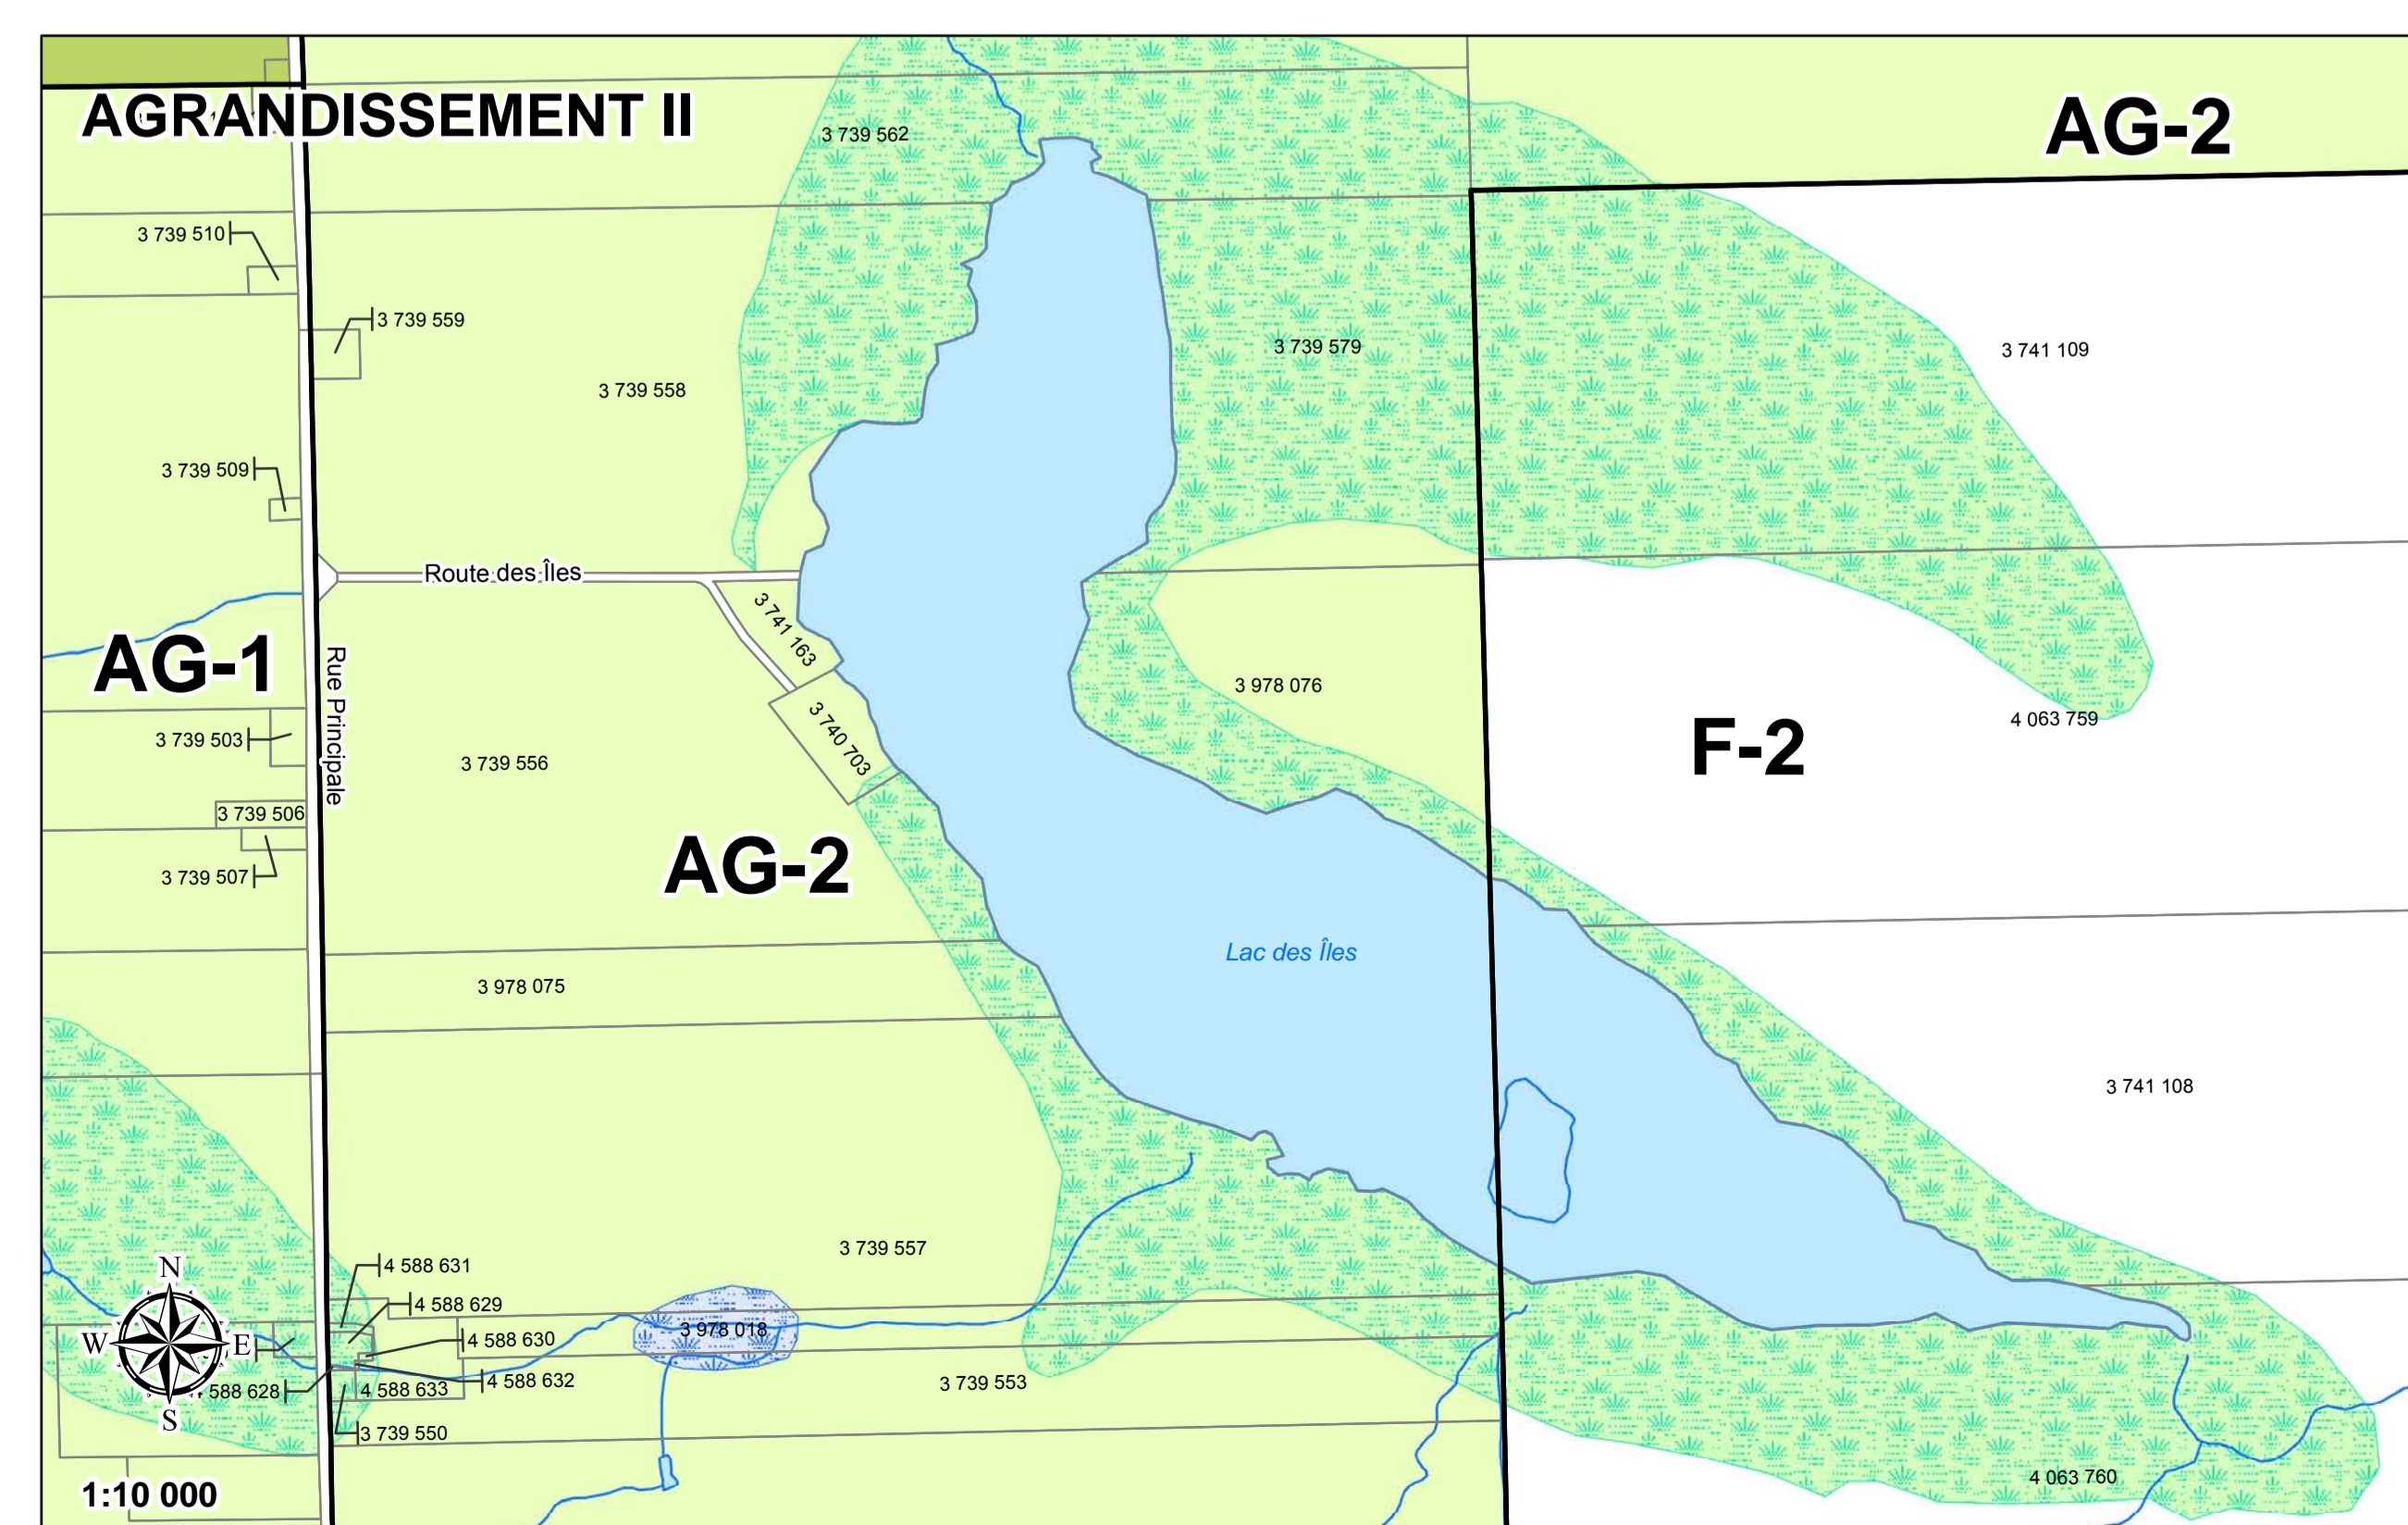 AGRANDISSEMENT II
AG-2
3 739 562
3 739 510
3 739 559
3 739 579
3 741 109
3 739 558
3 739 509
Route des Îles
3 741 163
AG-1
Rue Principale
3 978 076
3 740 703
4 063 759
3 739 503
F-2
3 739 556
3 739 506
AG-2
3 739 507
Lac des Îles
3 978 075
3 741 108
3 739 557
N
4 588 631
4 588 629
3 978 018
W
E
4 588 630
4 588 632
3 739 553
588 628
4 588 633
S
3 739 550
4 063 760
1:10 000